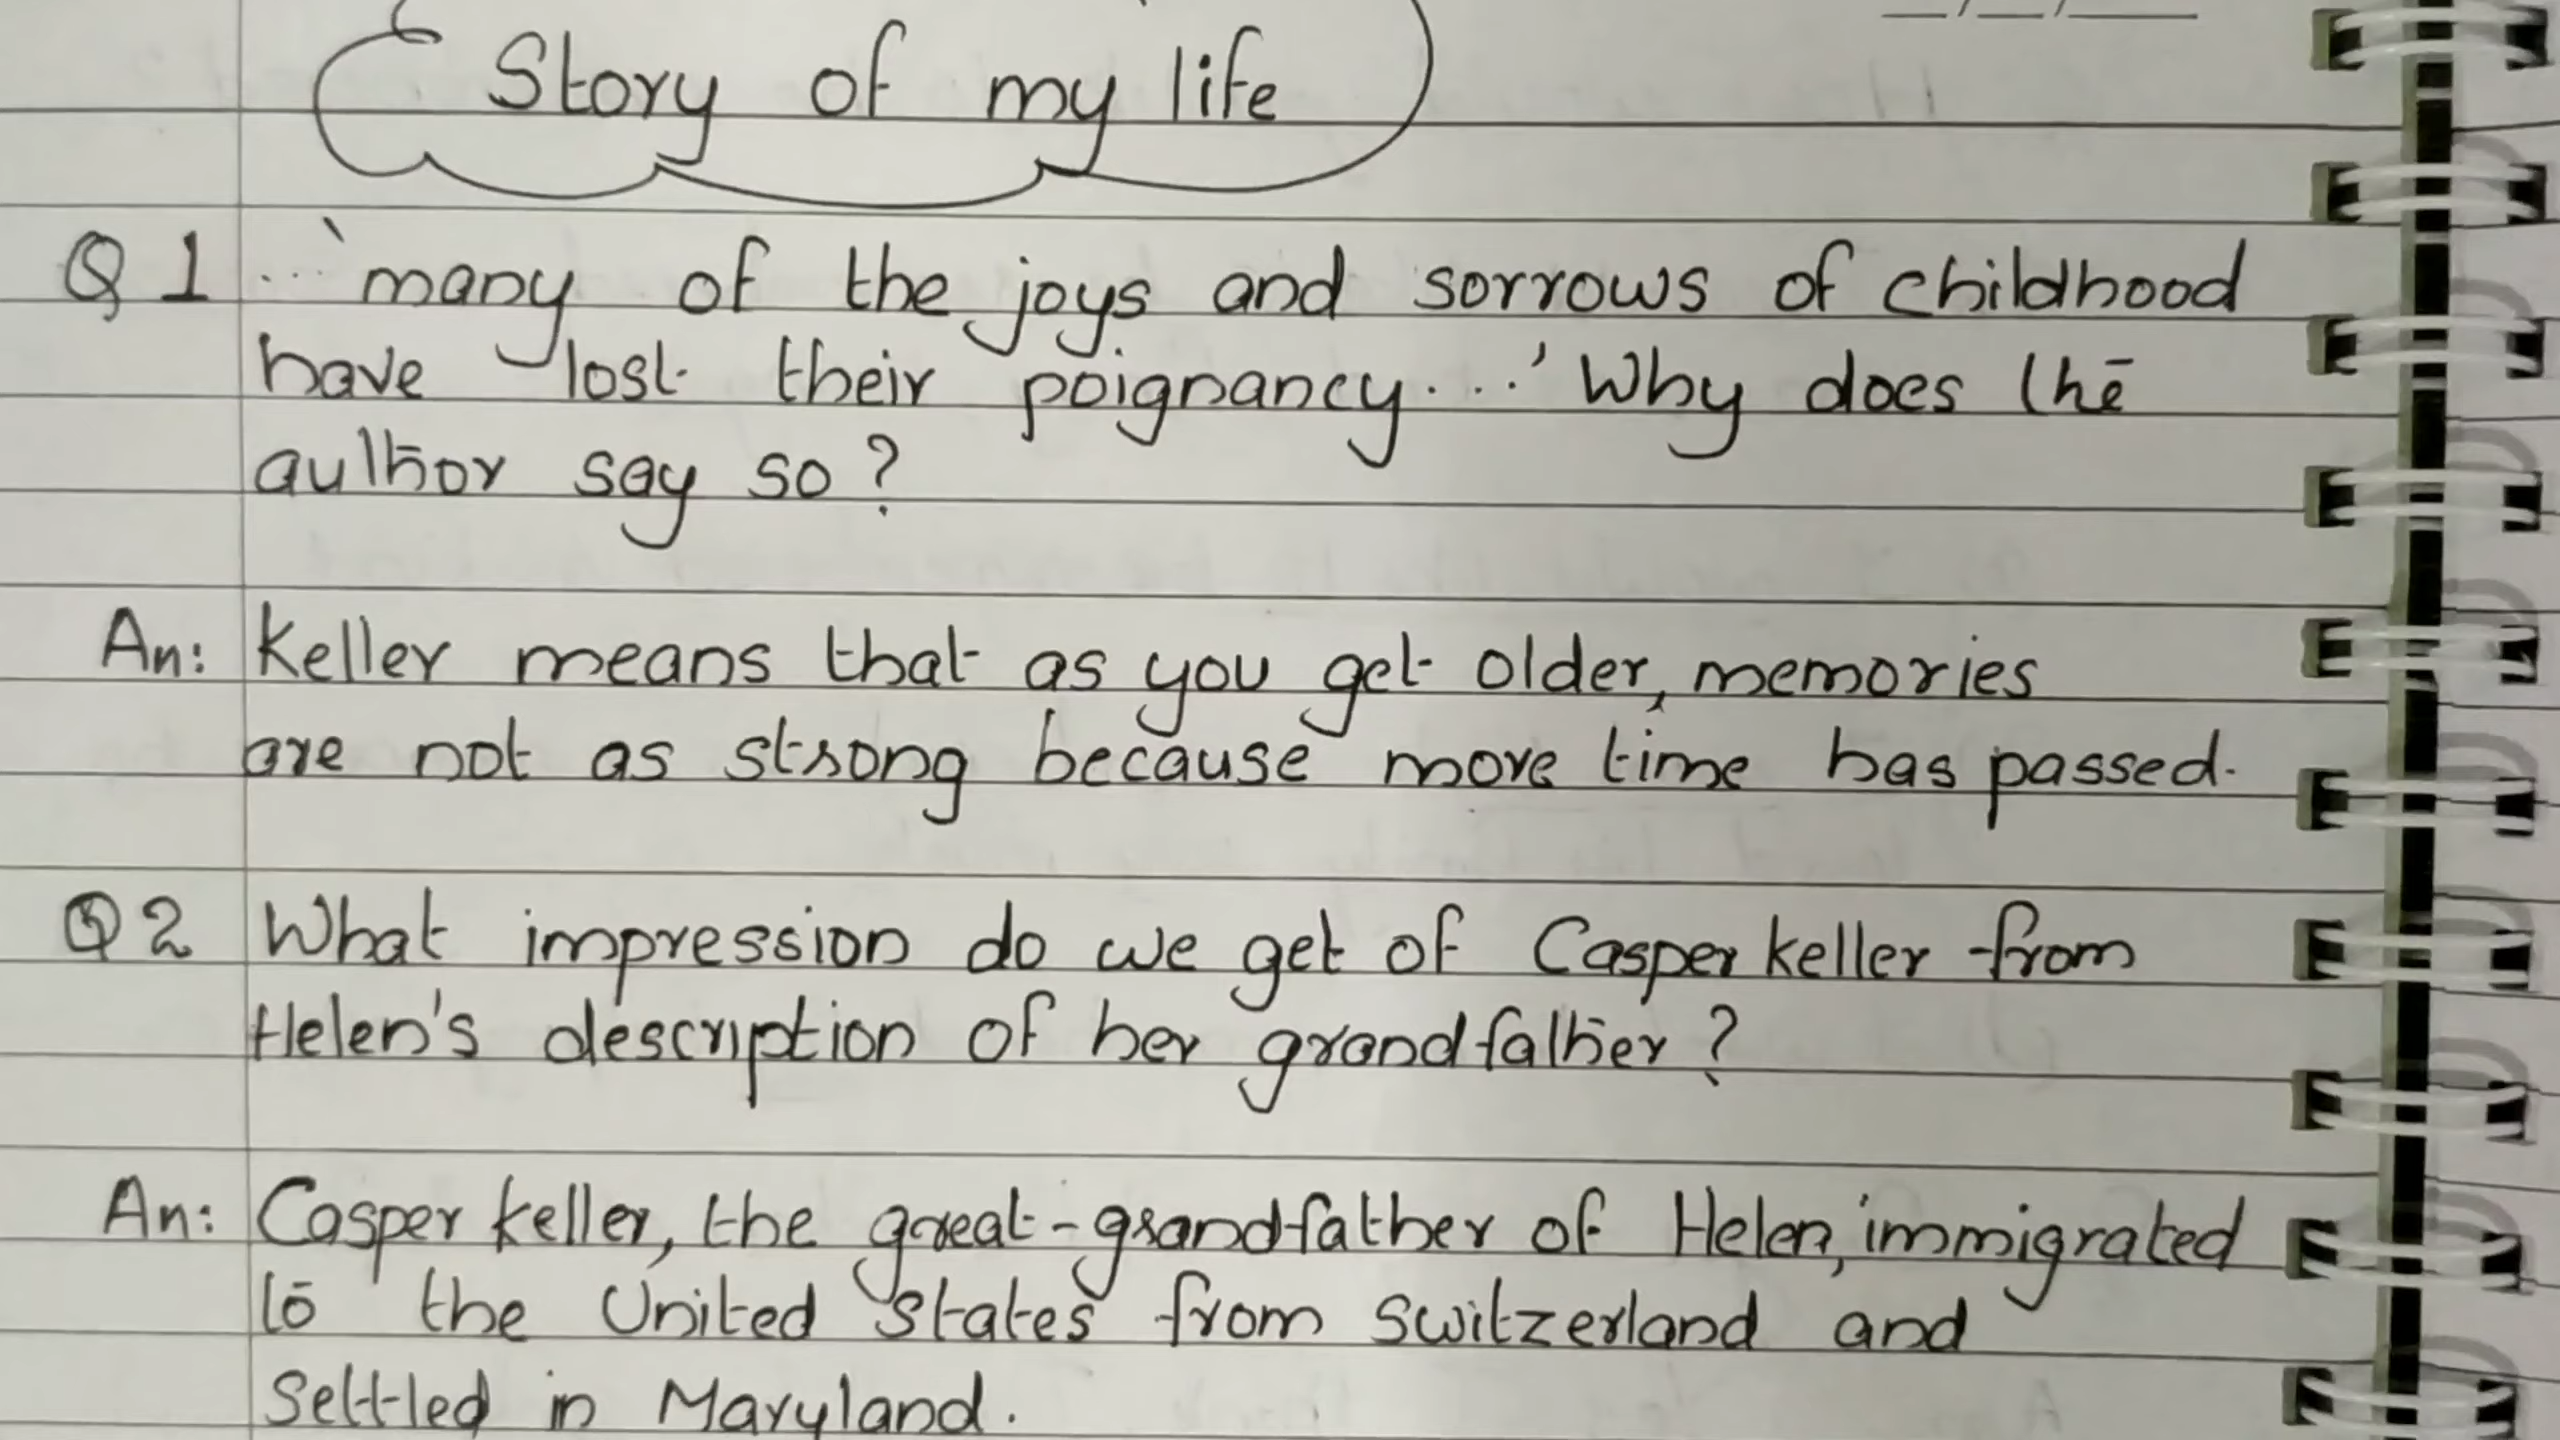 Story of my life
Q1 ...'many of the joys and sorrows of childhood
have lost their poignancy...' Why does the
author say so?
An: Keller means that as you get older, memories
are not as strong because more time has passed.
Q2 What impression do we get of Casper keller from
Helen's description of her grandfather?
An: Casper keller, the great-grandfather of Helen, immigrated
to the United states from switzerland and
Settled in Maryland.